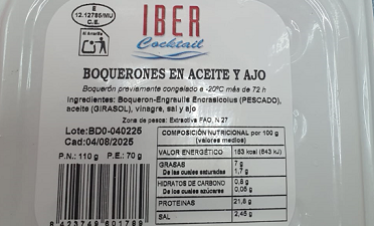 E
12.12785/MU
C.E.
IBER
Cocktail
BOQUERONES EN ACEITE Y AJO
Boquerón previamente congelado a -20ºC más de 72 h
Ingredientes: Boqueron-Engraulis Encrasicolus (PESCADO),
aceite (GIRASOL), vinagre, sal y ajo
Zona de pesca: Extractiva FAO, N 27
Lote:BD0-040225
Cad:04/08/2025
P.N.: 110 g P.E.: 70 g
COMPOSICIÓN NUTRICIONAL por 100 g
(valores medios)
VALOR ENERGÉTICO 153 kcal (643 kJ)
GRASAS 7 g
De las cuales saturadas 1,7 g
HIDRATOS DE CARBONO 0,8 g
De los cuales azúcares 0,05 g
PROTEINAS 21,8 g
SAL 2,45 g